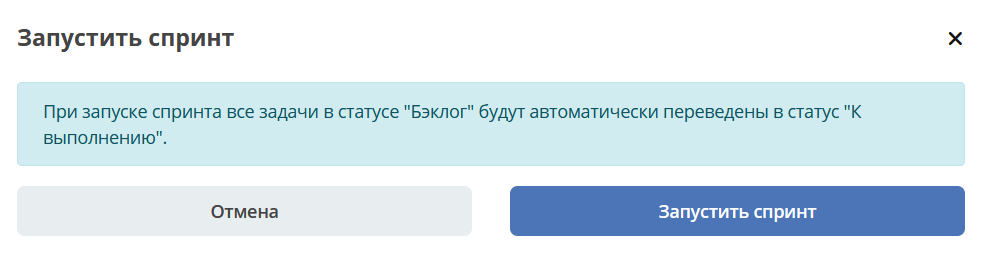 Запустить спринт
При запуске спринта все задачи в статусе "Бэклог" будут автоматически переведены в статус "К
выполнению".
Отмена
Запустить спринт